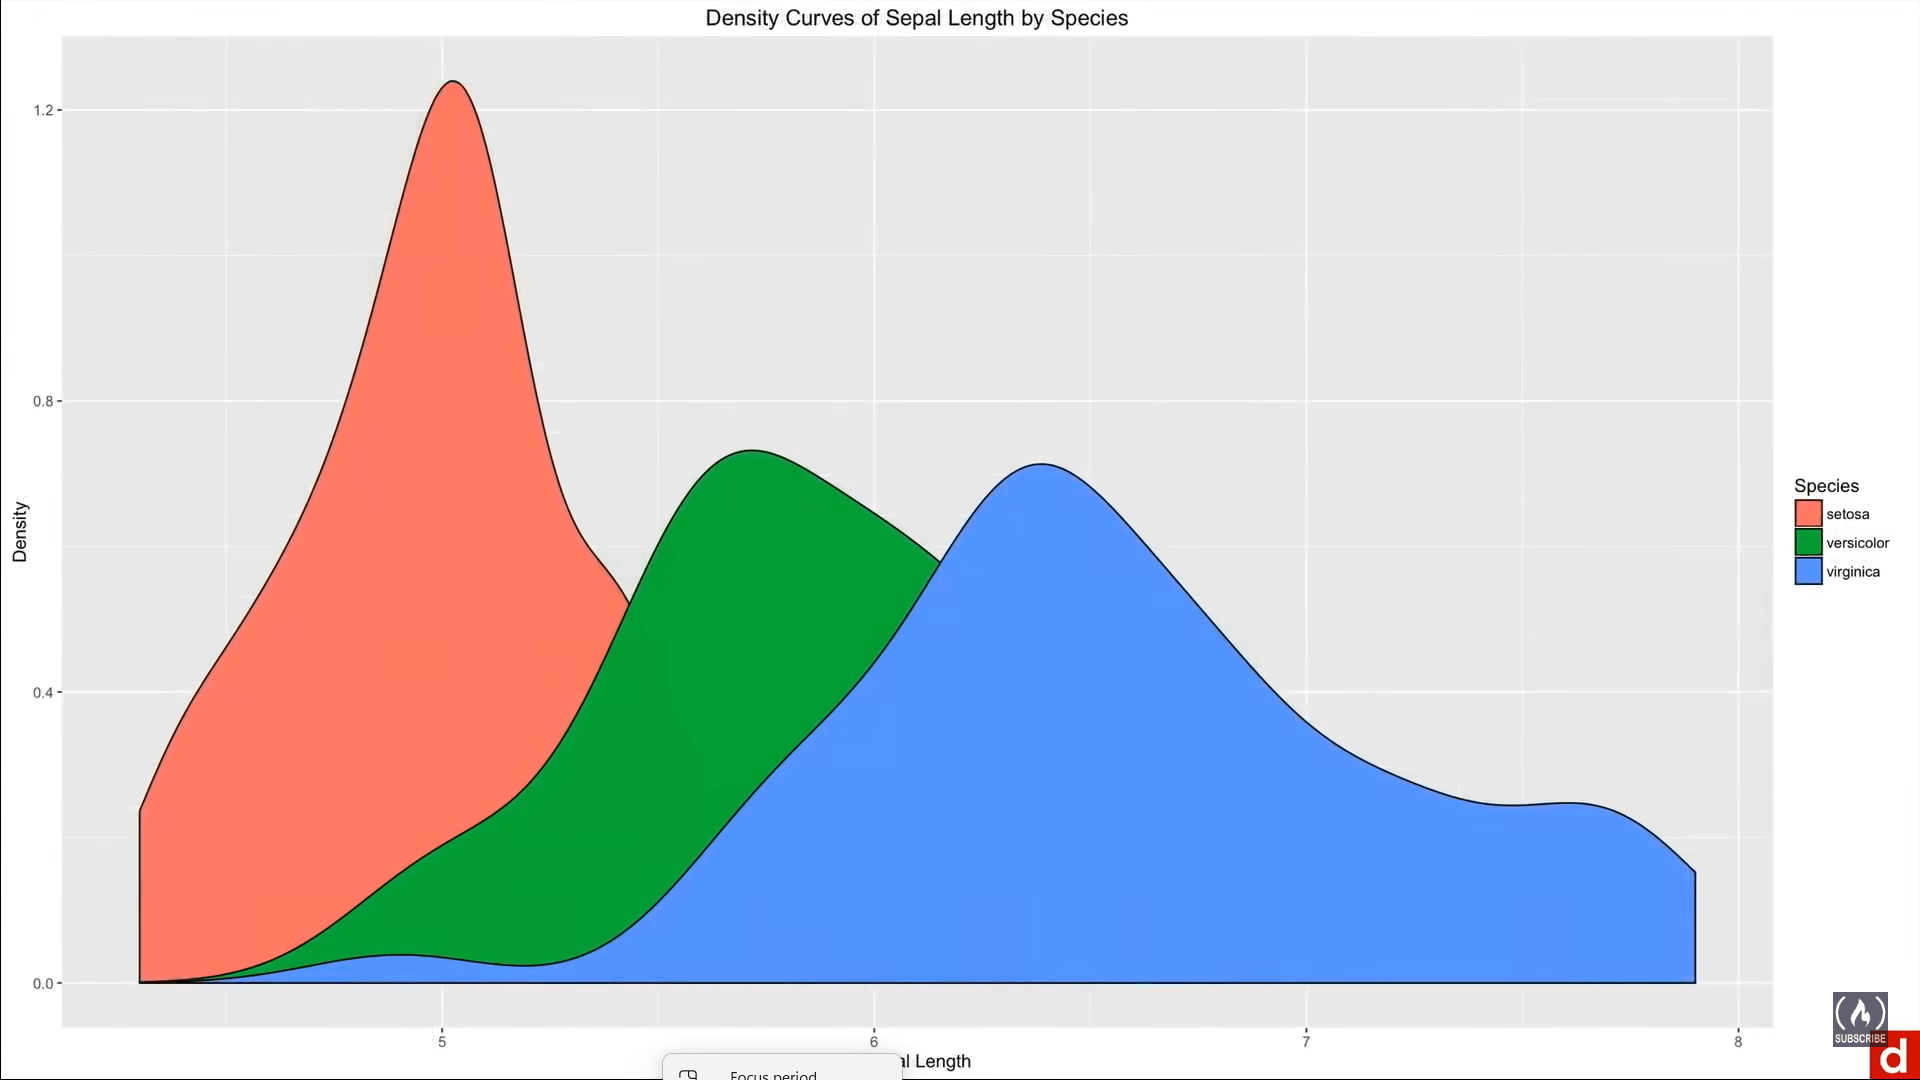 Density Curves of Sepal Length by Species
1.2
0.8
0.4
0.0
Density
5
6
7
8
al Length
Species
setosa
versicolor
virginica
Focus period
SUBSCRIBE
d